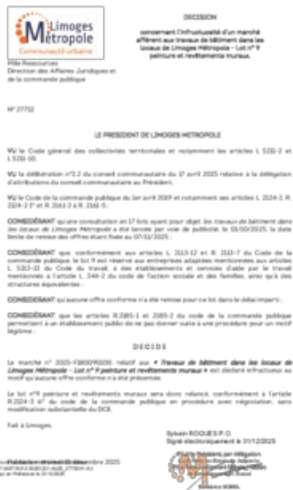 Limoges
Métropole
Communauté urbaine
Pôle Ressources
Direction des Affaires Juridiques et
de la commande publique
DECISION
concernant l'infructuosité d'un marché
afférent aux travaux de bâtiment dans les
locaux de Limoges Métropole - Lot n° 9
peinture et revêtements muraux.
N° 27752
LE PRESIDENT DE LIMOGES METROPOLE
VU le Code général des collectivités territoriales et notamment les articles L 5211-2 et
L 5211-10.
VU la délibération n°2.2 du conseil communautaire du 17 avril 2025 relative à la délégation
d'attributions du conseil communautaire au Président.
VU le Code de la commande publique du 1er avril 2019 et notamment ses articles L. 2124-2. R.
2124-2 1° et R. 2161-2 à R. 2161-5.
CONSIDÉRANT qu'une consultation en 17 lots ayant pour objet les travaux de bâtiment dans
les locaux de Limoges Métropole a été lancée par voie de publicité, le 01/10/2025, la date
limite de remise des offres étant fixée au 07/11/2025.
CONSIDÉRANT que, conformément aux articles L. 2113-12 et R. 2113-7 du Code de la
commande publique, le lot 9 est réservé aux entreprises adaptées mentionnées aux articles
L. 5213-13 du Code du travail, à des établissements et services d'aide par le travail
mentionnés à l'article L. 344-2 du code de l'action sociale et des familles, ainsi qu'à des
structures équivalentes
CONSIDÉRANT qu'aucune offre conforme n'a été remise pour ce lot dans le délai imparti
CONSIDÉRANT que les articles R.2185-1 et 2185-2 du code de la commande publique
permettent à un établissement public de ne pas donner suite à une procédure pour un motif
légitime
D E C I D E
Le marché n° relatif aux « Travaux de bâtiment dans les locaux de
Limoges Métropole - Lot n° 9 peinture et revêtements muraux » est déclaré infructueux au
motif qu'aucune offre conforme n'a été présentée.
Le lot n°9 peinture et revêtements muraux sera donc relancé, conformément à l'article
R.2124-3 6° du code de la commande publique en procédure avec négociation, sans
modification substantielle du DCE.
Fait à Limoges,
Sylvain ROQUES P.O.
Signé électroniquement le 31/12/2025
par délégation,
décembre 2025